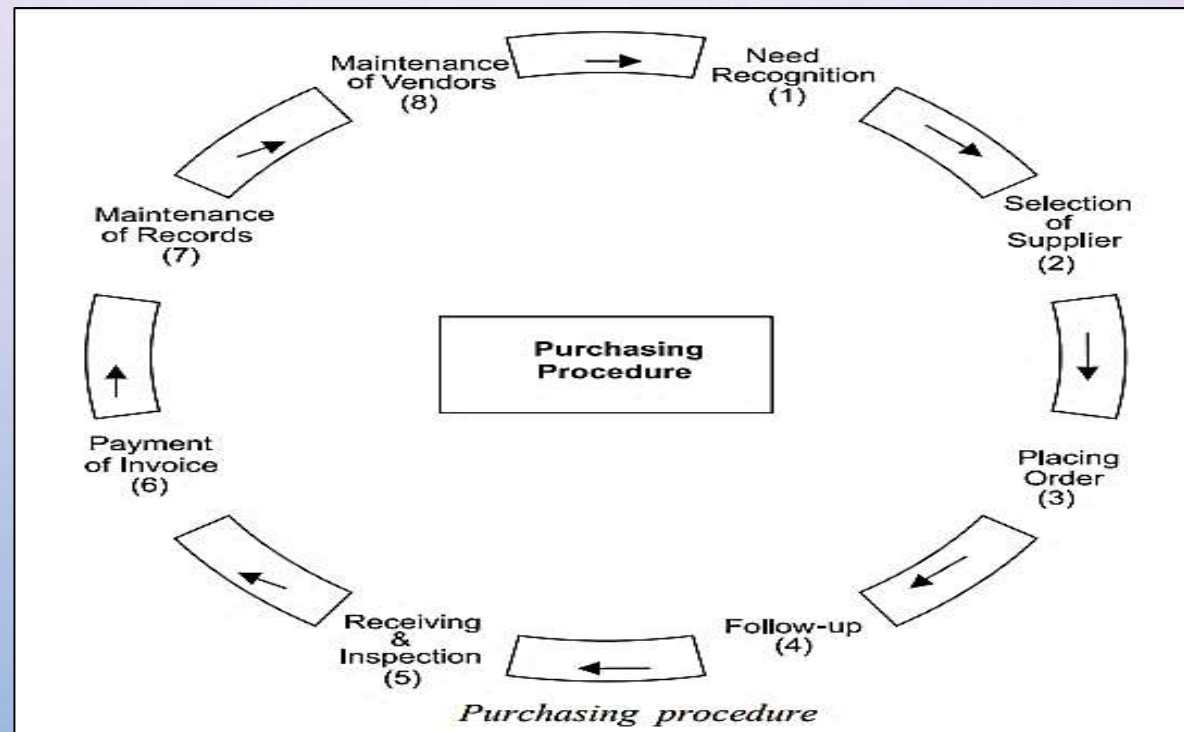 Need
Recognition
(1)
Selection
of
Supplier
(2)
Placing
Order
(3)
Follow-up
(4)
Receiving
&
Inspection
(5)
Payment
of Invoice
(6)
Maintenance
of Records
(7)
Maintenance
of Vendors
(8)
Purchasing
Procedure
Purchasing procedure